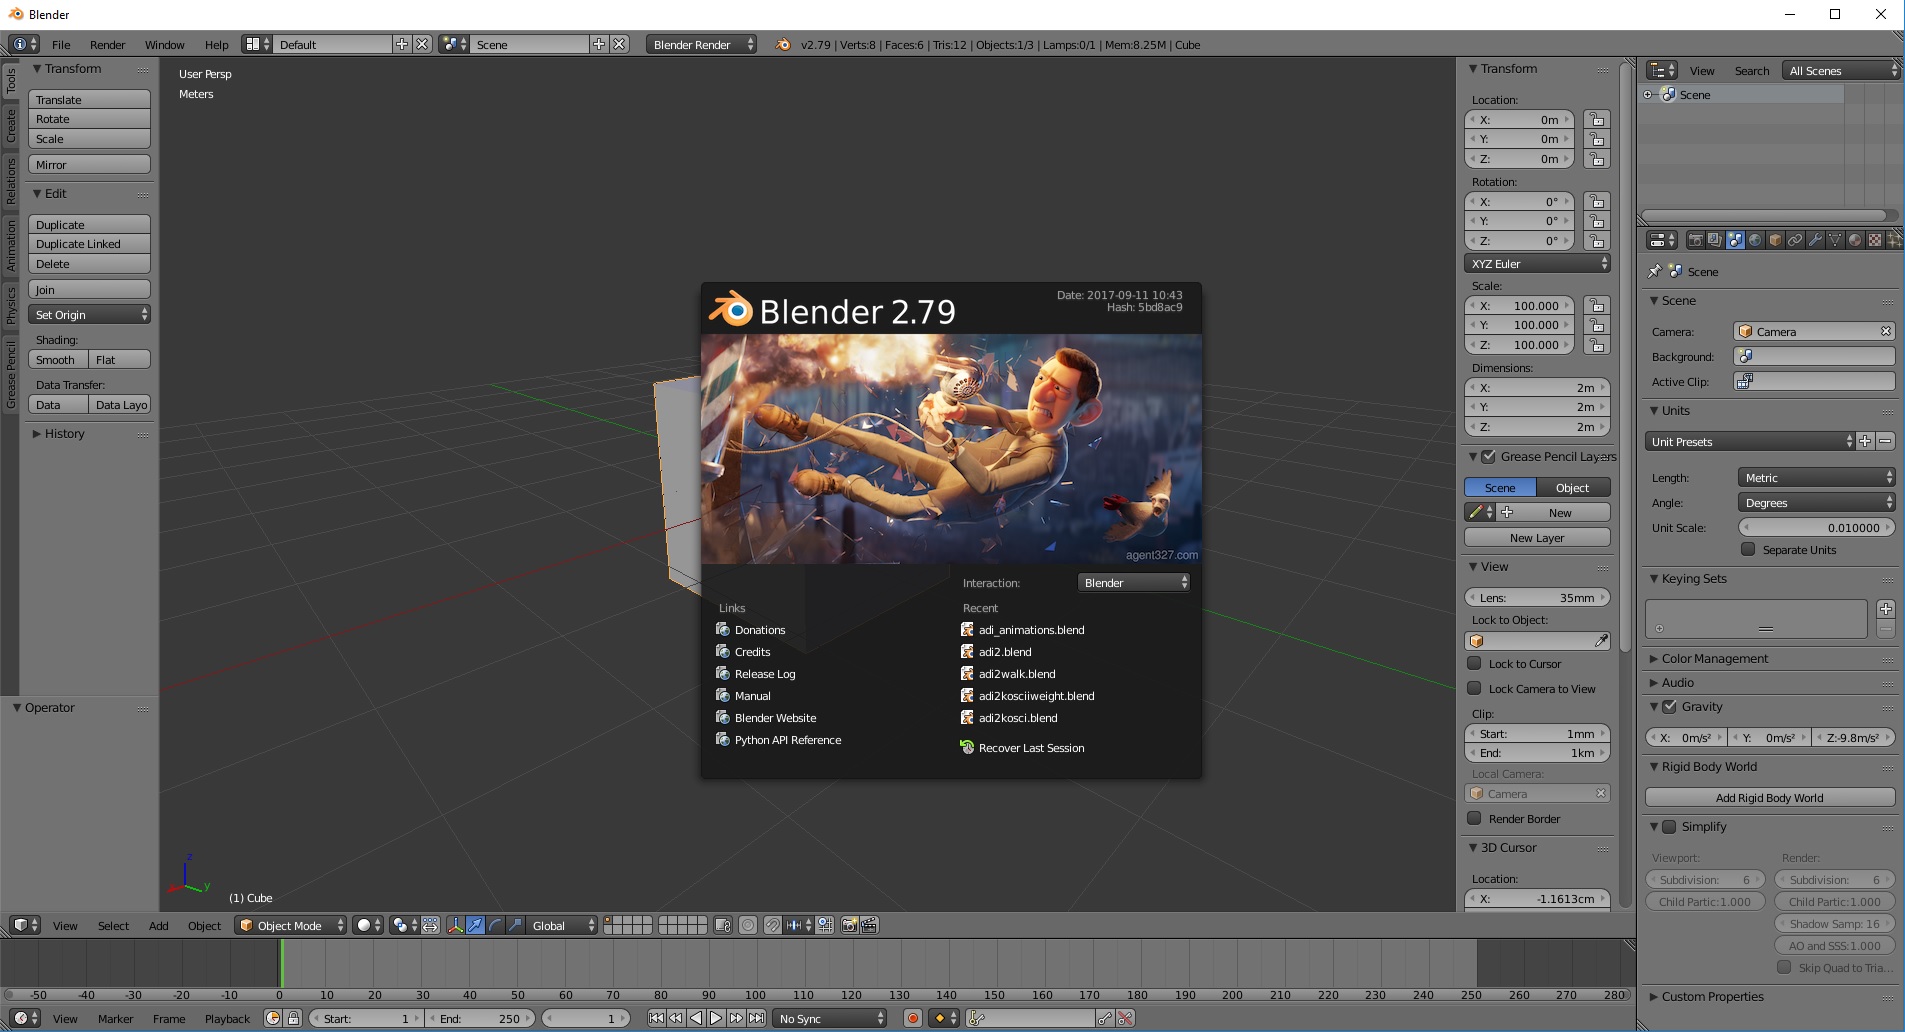 Blender
File Render Window Help Default Scene Blender Render v2.79 | Verts:8 | Faces:6 | Tris:12 | Objects:1/3 | Lamps:0/1 | Mem:8.25M | Cube
Tools
Create
Relations
Animation
Physics
Grease Pencil
Transform
Translate
Rotate
Scale
Mirror
Edit
Duplicate
Duplicate Linked
Delete
Join
Set Origin
Shading:
Smooth Flat
Data Transfer:
Data Data Layo
History
Operator
User Persp
Meters
Blender 2.79
Date: 2017-09-11 10:43
Hash: 5bd8ac9
agent327.com
Interaction: Blender
Links
Donations
Credits
Release Log
Manual
Blender Website
Python API Reference
Recent
adi_animations.blend
adi2.blend
adi2walk.blend
adi2kosciiweight.blend
adi2kosci.blend
Recover Last Session
z
y
(1) Cube
Transform
Location:
X: 0m
Y: 0m
Z: 0m
Rotation:
X: 0°
Y: 0°
Z: 0°
XYZ Euler
Scale:
X: 100.000
Y: 100.000
Z: 100.000
Dimensions:
X: 2m
Y: 2m
Z: 2m
Grease Pencil Layers
Scene Object
New
New Layer
View
Lens: 35mm
Lock to Object:
Lock to Cursor
Lock Camera to View
Clip:
Start: 1mm
End: 1km
Local Camera:
Camera
Render Border
3D Cursor
Location:
X: -1.1613cm
View Search All Scenes
Scene
Scene
Scene
Camera: Camera
Background:
Active Clip:
Units
Unit Presets
Length: Metric
Angle: Degrees
Unit Scale: 0.010000
Separate Units
Keying Sets
Color Management
Audio
Gravity
X: 0m/s² Y: 0m/s² Z:-9.8m/s²
Rigid Body World
Add Rigid Body World
Simplify
Viewport: Render:
Subdivision: 6 Subdivision: 6
Child Partic:1.000 Child Partic:1.000
Shadow Samp: 16
AO and SSS:1.000
Skip Quad to Tria...
Custom Properties
View Select Add Object Object Mode Global
-50 -40 -30 -20 -10 0 10 20 30 40 50 60 70 80 90 100 110 120 130 140 150 160 170 180 190 200 210 220 230 240 250 260 270 280
View Marker Frame Playback Start: 1 End: 250 1 No Sync